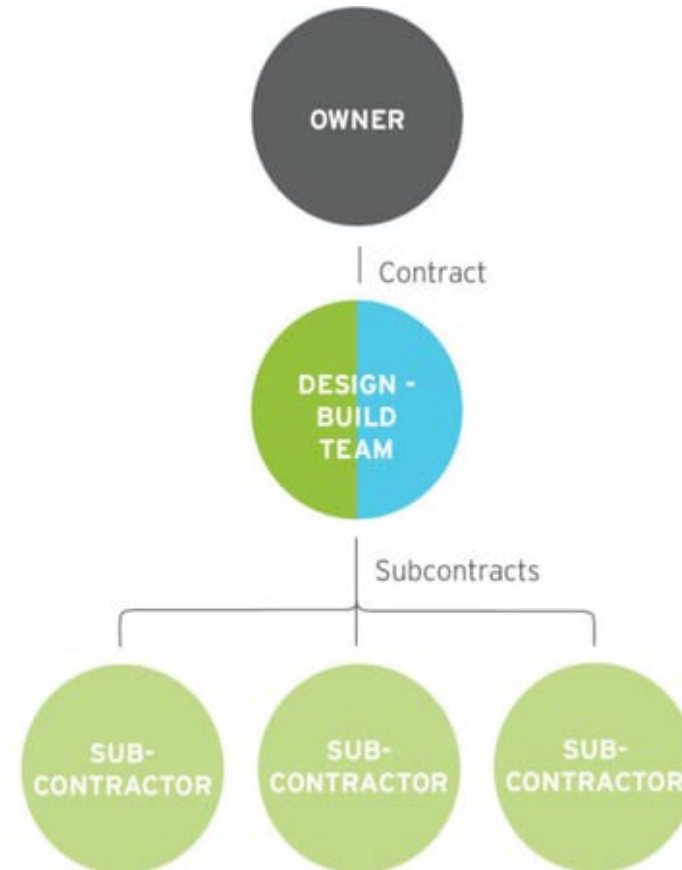 OWNER
Contract
DESIGN -
BUILD
TEAM
Subcontracts
SUB-
CONTRACTOR
SUB-
CONTRACTOR
SUB-
CONTRACTOR